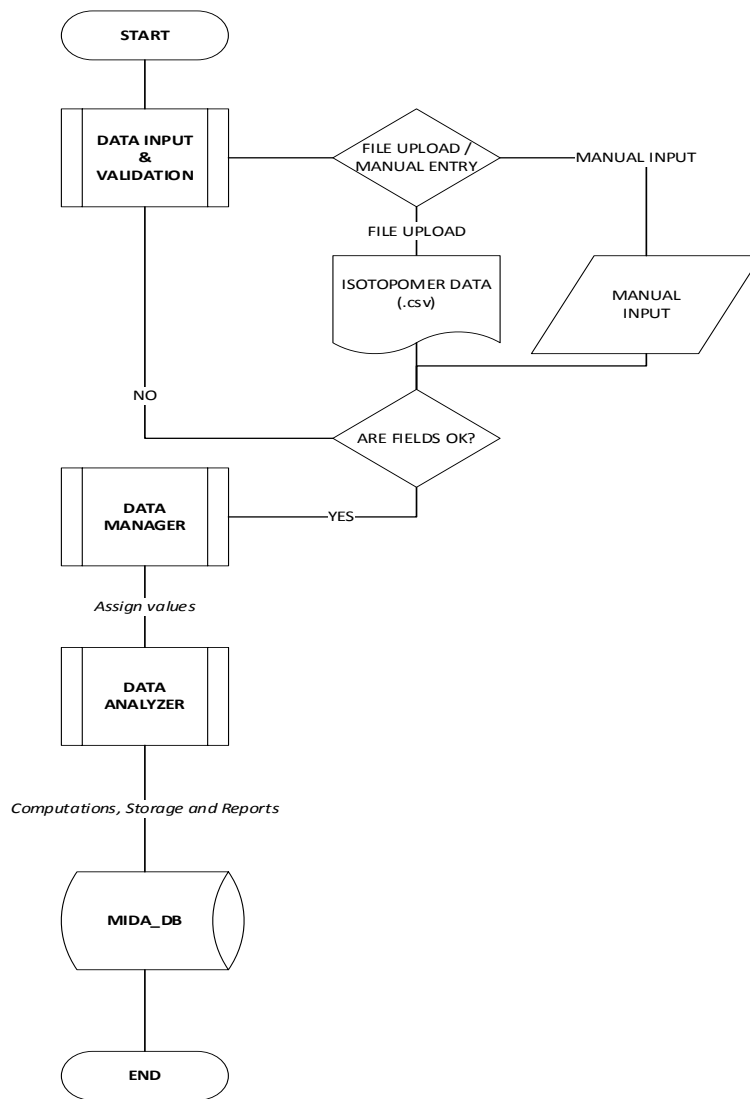 START
DATA INPUT
&
VALIDATION
FILE UPLOAD /
MANUAL ENTRY
MANUAL INPUT
FILE UPLOAD
ISOTOPOMER DATA
(.csv)
MANUAL
INPUT
NO
ARE FIELDS OK?
DATA
MANAGER
YES
Assign values
DATA
ANALYZER
Computations, Storage and Reports
MIDA_DB
END